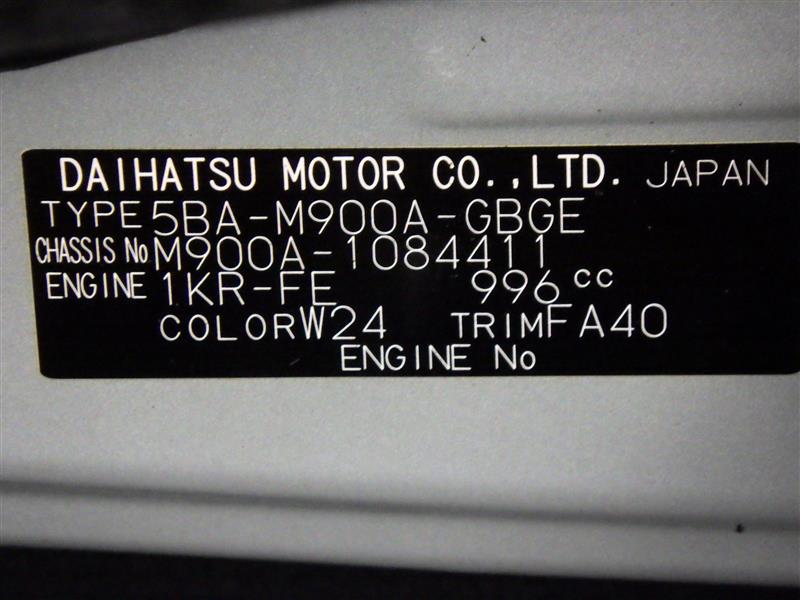 DAIHATSU MOTOR CO.,LTD. JAPAN
TYPE 5BA-M900A-GBGE
CHASSIS No M900A-1084411
ENGINE 1KR-FE 996cc
COLOR W24 TRIM FA40
ENGINE No